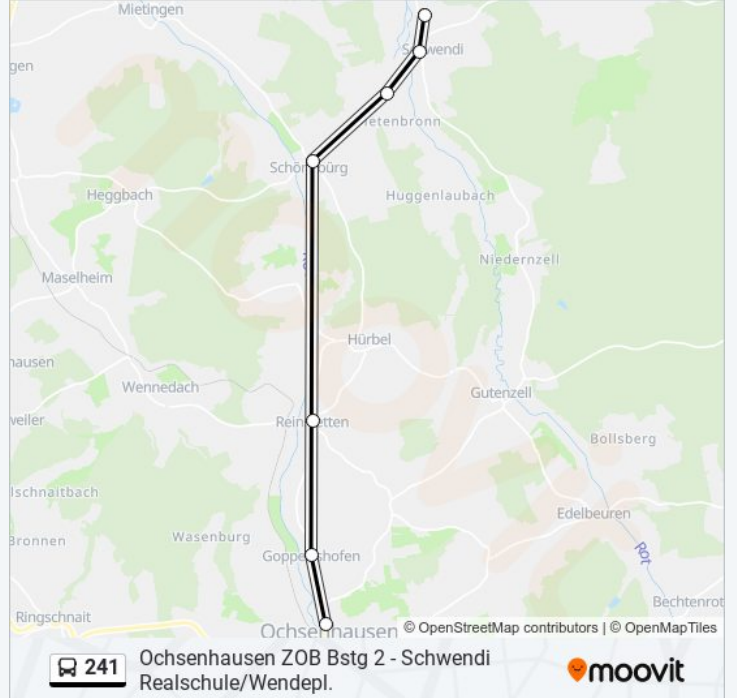 Mietingen
Schwendi
gen
ietenbronn
Schönebürg
Heggbach
Huggenlaubach
Niedernzell
Maselheim
Hürbel
hausen
Wennedach
Gutenzell
weiler
Reinstetten
Bollsberg
lschnaitbach
Edelbeuren
Bronnen
Wasenburg
Goppertshofen
Rot
Bechtenrot
Ringschnait
Ochsenhausen
© OpenStreetMap contributors | © OpenMapTiles
241
Ochsenhausen ZOB Bstg 2 - Schwendi
Realschule/Wendepl.
moovit